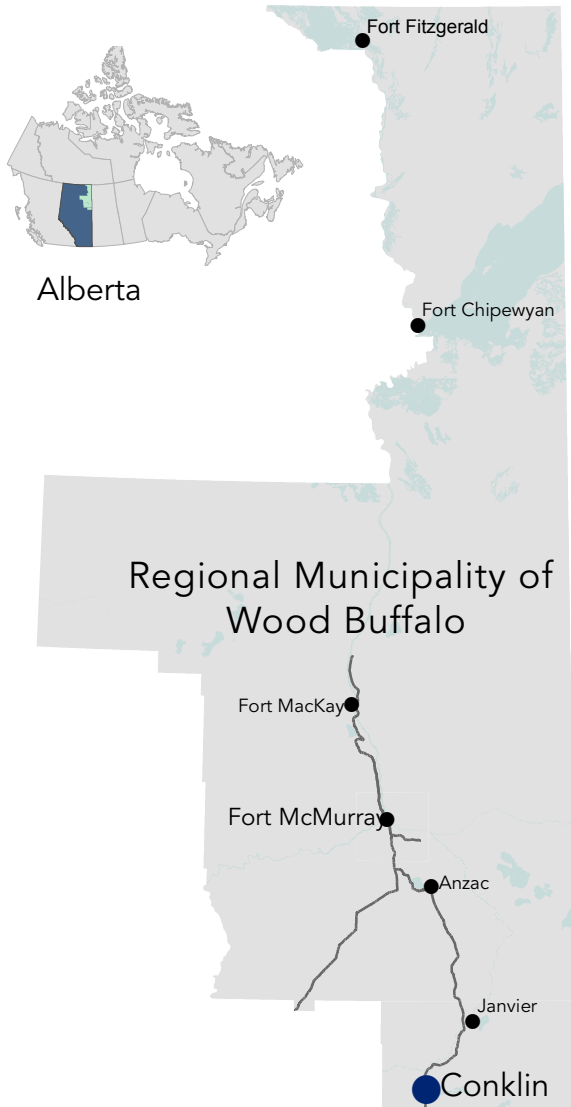 Fort Fitzgerald
Alberta
Fort Chipewyan
Regional Municipality of
Wood Buffalo
Fort MacKay
Fort McMurray
Anzac
Janvier
Conklin